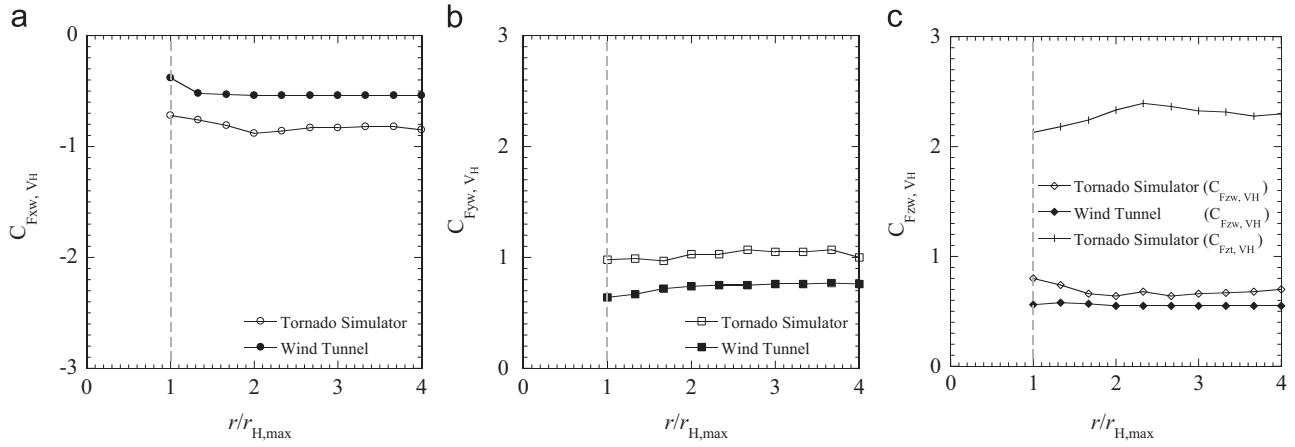 a
0
-1
-2
-3
0
1
2
3
4
C_Fxw, V_H
r/r_H,max
Tornado Simulator
Wind Tunnel
b
3
2
1
0
0
1
2
3
4
C_Fyw, V_H
r/r_H,max
Tornado Simulator
Wind Tunnel
c
3
2
1
0
0
1
2
3
4
C_Fzw, V_H
r/r_H,max
Tornado Simulator (C_Fzw, VH)
Wind Tunnel (C_Fzw, VH)
Tornado Simulator (C_Fzt, VH)